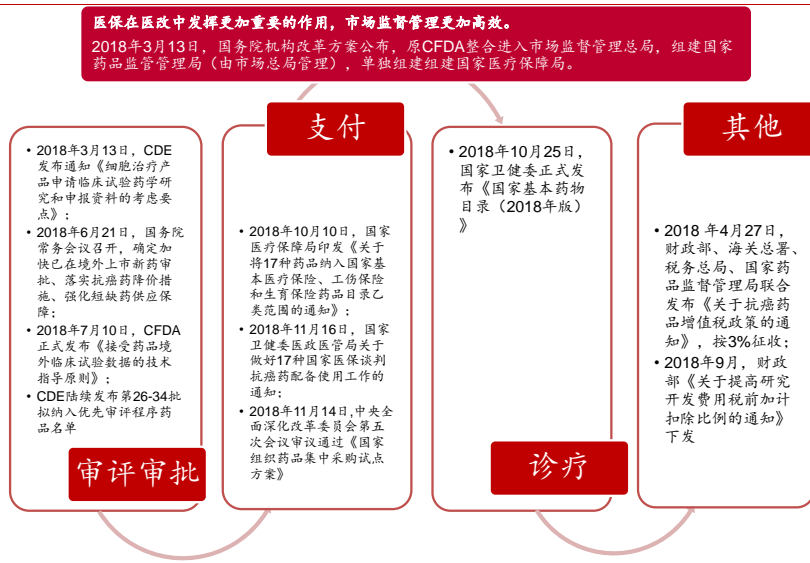 医保在医改中发挥更加重要的作用，市场监督管理更加高效。
2018年3月13日，国务院机构改革方案公布，原CFDA整合进入市场监督管理总局，组建国家
药品监管管理局（由市场总局管理），单独组建组建国家医疗保障局。
• 2018年3月13日，CDE
发布通知《细胞治疗产
品申请临床试验药学研
究和申报资料的考虑要
点》；
• 2018年6月21日，国务院
常务会议召开，确定加
快已在境外上市新药审
批、落实抗癌药降价措
施、强化短缺药供应保
障；
• 2018年7月10日，CFDA
正式发布《接受药品境
外临床试验数据的技术
指导原则》；
• CDE陆续发布第26-34批
拟纳入优先审评程序药
品名单
审评审批
支付
• 2018年10月10日，国家
医疗保障局印发《关于
将17种药品纳入国家基
本医疗保险、工伤保险
和生育保险药品目录乙
类范围的通知》；
• 2018年11月16日，国家
卫健委医政医管局关于
做好17种国家医保谈判
抗癌药配备使用工作的
通知；
• 2018年11月14日,中央全
面深化改革委员会第五
次会议审议通过《国家
组织药品集中采购试点
方案》
• 2018年10月25日，
国家卫健委正式发
布《国家基本药物
目录（2018年版）
》
诊疗
其他
• 2018 年4月27日，
财政部、海关总署、
税务总局、国家药
品监督管理局联合
发布《关于抗癌药
品增值税政策的通
知》，按3%征收；
• 2018年9月，财政
部《关于提高研究
开发费用税前加计
扣除比例的通知》
下发